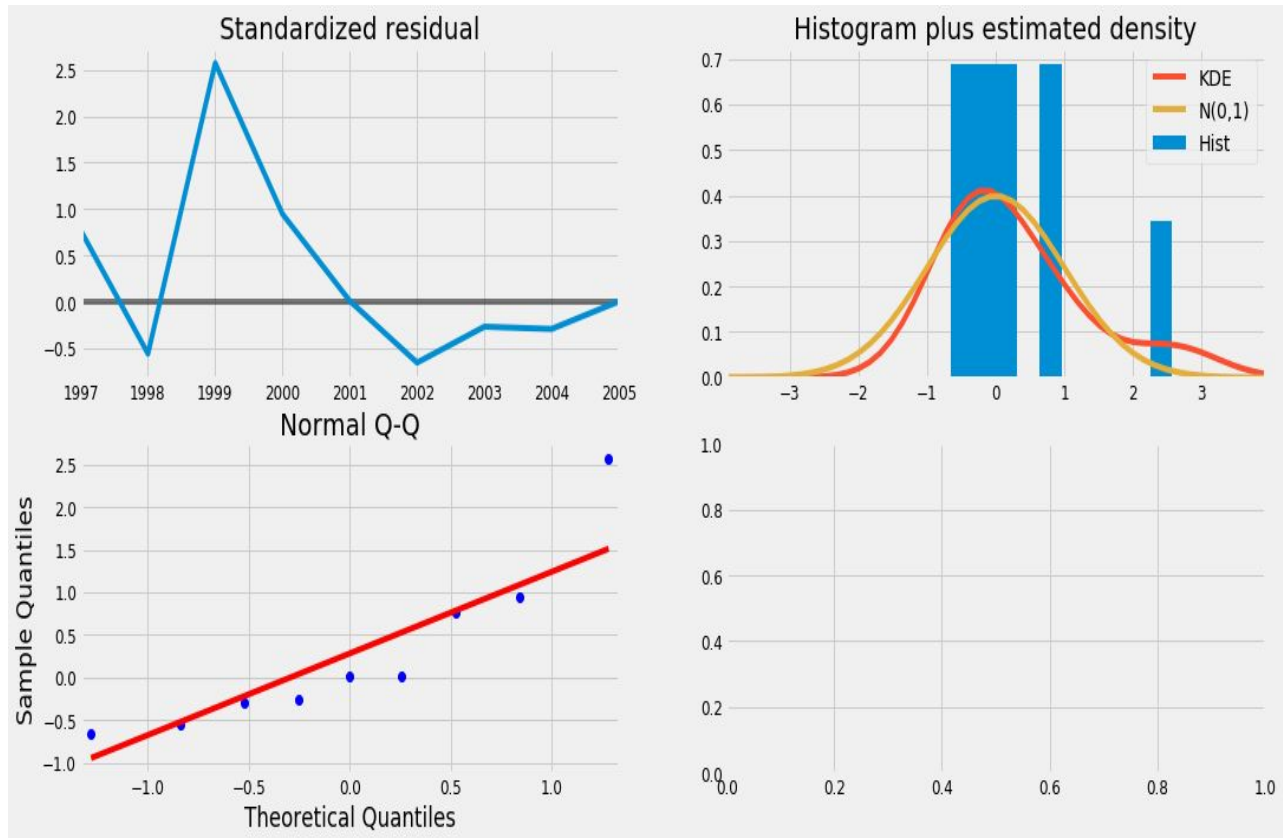 Standardized residual
2.5
2.0
1.5
1.0
0.5
0.0
−0.5
1997 1998 1999 2000 2001 2002 2003 2004 2005
Histogram plus estimated density
0.7
0.6
0.5
0.4
0.3
0.2
0.1
0.0
KDE
N(0,1)
Hist
−3 −2 −1 0 1 2 3
Normal Q-Q
Sample Quantiles
2.5
2.0
1.5
1.0
0.5
0.0
−0.5
−1.0
−1.0 −0.5 0.0 0.5 1.0
Theoretical Quantiles
1.0
0.8
0.6
0.4
0.2
0.0
0.0 0.2 0.4 0.6 0.8 1.0